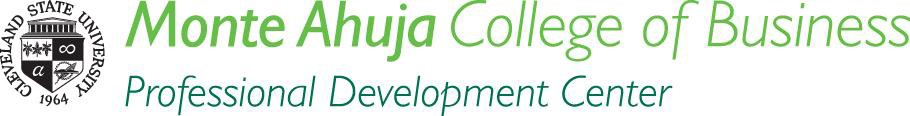 CLEVELAND STATE UNIVERSITY
1964
Monte Ahuja College of Business
Professional Development Center